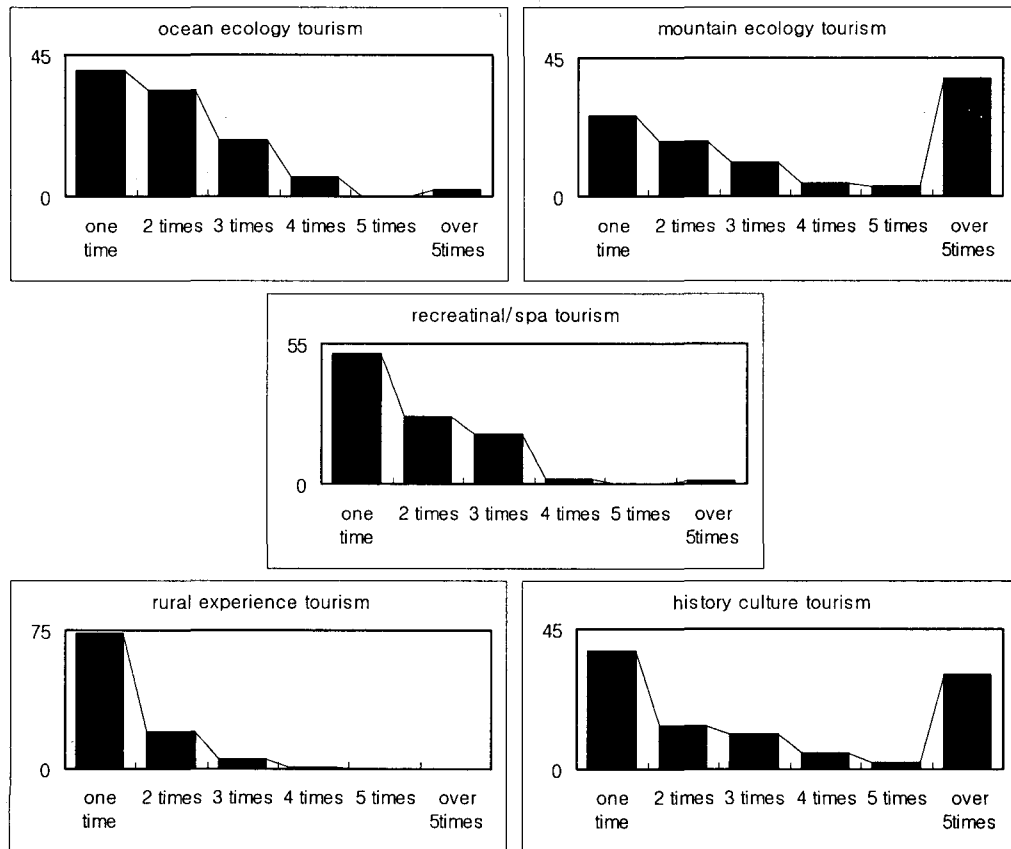 ocean ecology tourism
45
0
one time 2 times 3 times 4 times 5 times over 5times
mountain ecology tourism
45
0
one time 2 times 3 times 4 times 5 times over 5times
recreatinal/spa tourism
55
0
one time 2 times 3 times 4 times 5 times over 5times
rural experience tourism
75
0
one time 2 times 3 times 4 times 5 times over 5times
history culture tourism
45
0
one time 2 times 3 times 4 times 5 times over 5times